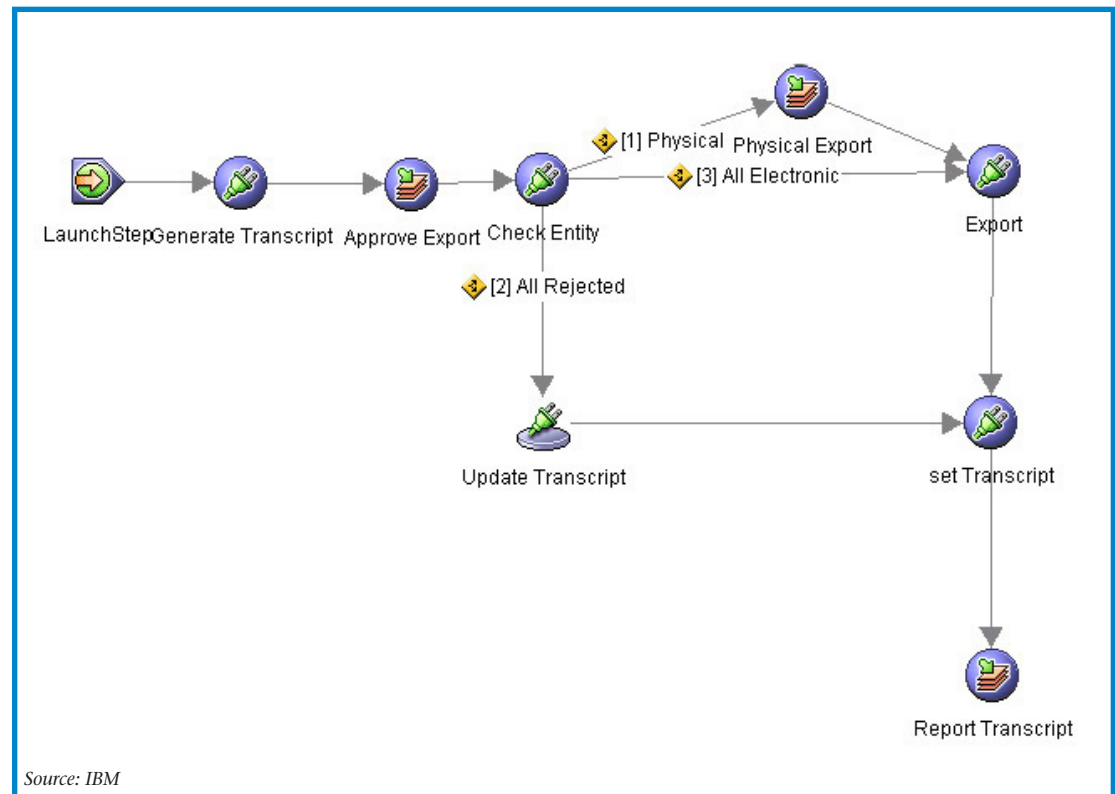 [1] Physical
Physical Export
[3] All Electronic
LaunchStep
Generate Transcript
Approve Export
Check Entity
Export
[2] All Rejected
Update Transcript
set Transcript
Report Transcript
Source: IBM